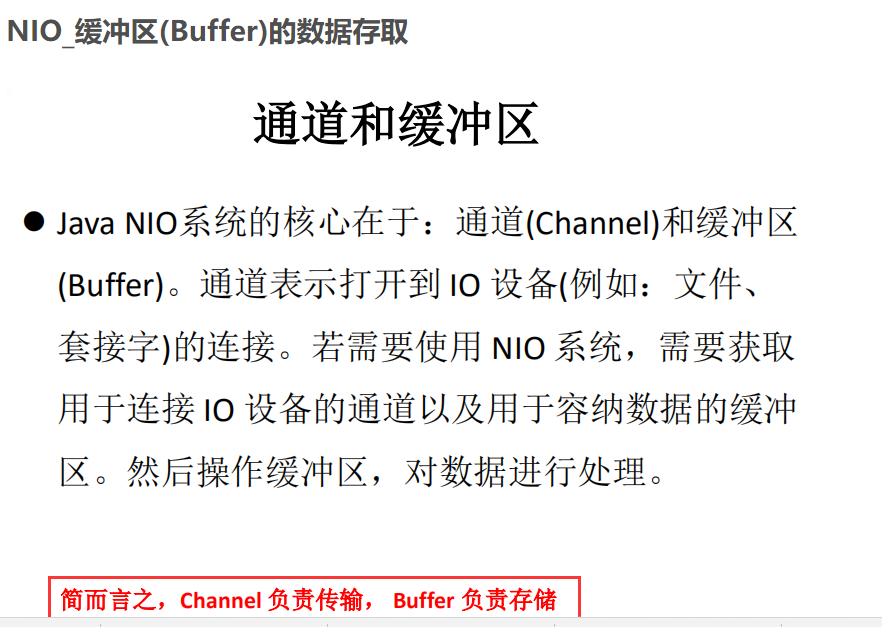 NIO_缓冲区(Buffer)的数据存取
通道和缓冲区
● Java NIO系统的核心在于：通道(Channel)和缓冲区
(Buffer)。通道表示打开到 IO 设备(例如：文件、
套接字)的连接。若需要使用 NIO 系统，需要获取
用于连接 IO 设备的通道以及用于容纳数据的缓冲
区。然后操作缓冲区，对数据进行处理。
简而言之，Channel 负责传输， Buffer 负责存储